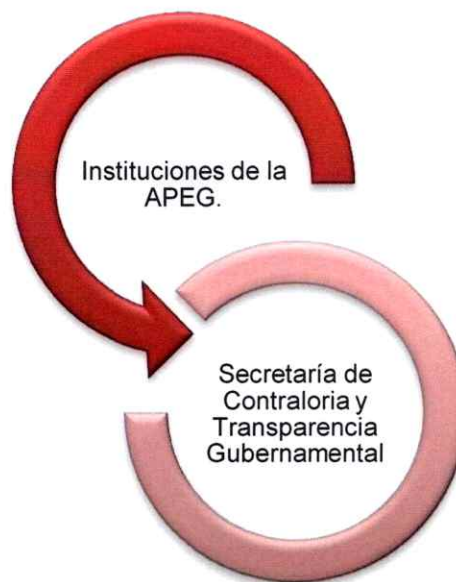 Instituciones de la
APEG.
Secretaría de
Contraloria y
Transparencia
Gubernamental